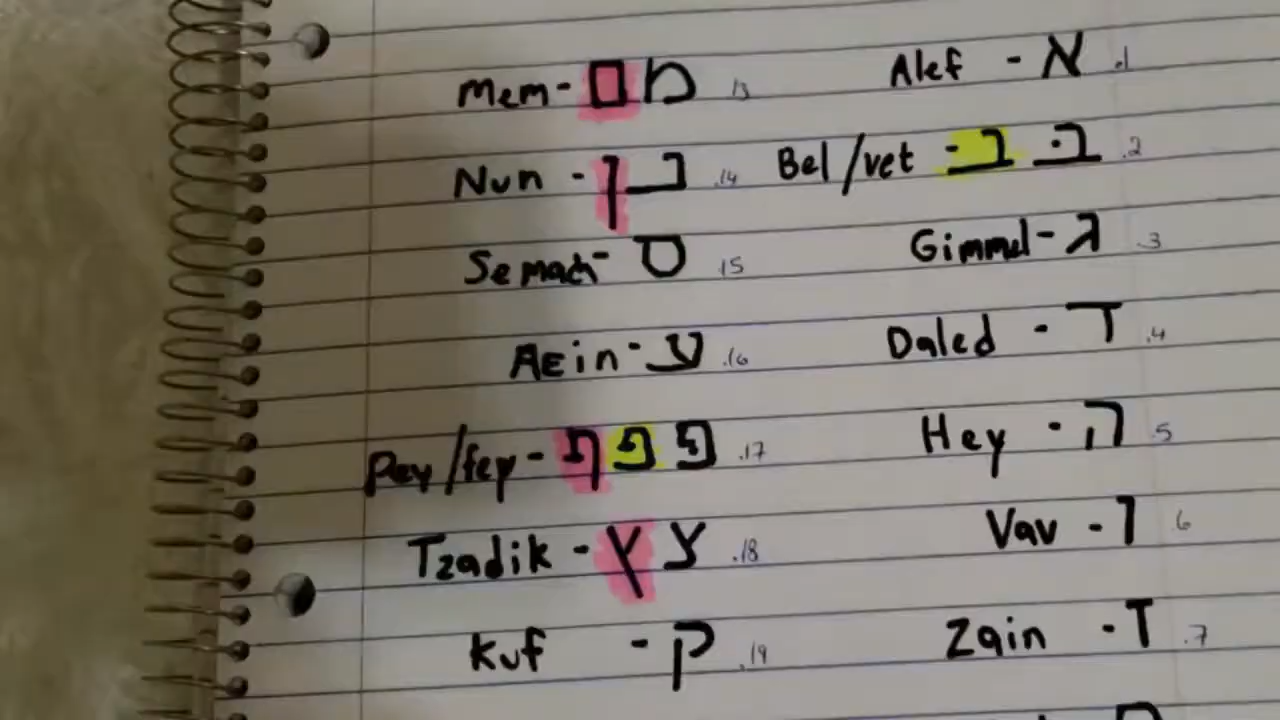 Alef - א .1
Bel/vet - ב בּ .2
Gimmel - ג .3
Daled - ד .4
Hey - ה .5
Vav - ו .6
Zain - ז .7
Mem - ם מ .13
Nun - ן נ .14
Semach - ס .15
AEin - ע .16
Pey/fey - ף פ פּ .17
Tzadik - ץ צ .18
Kuf - ק .19